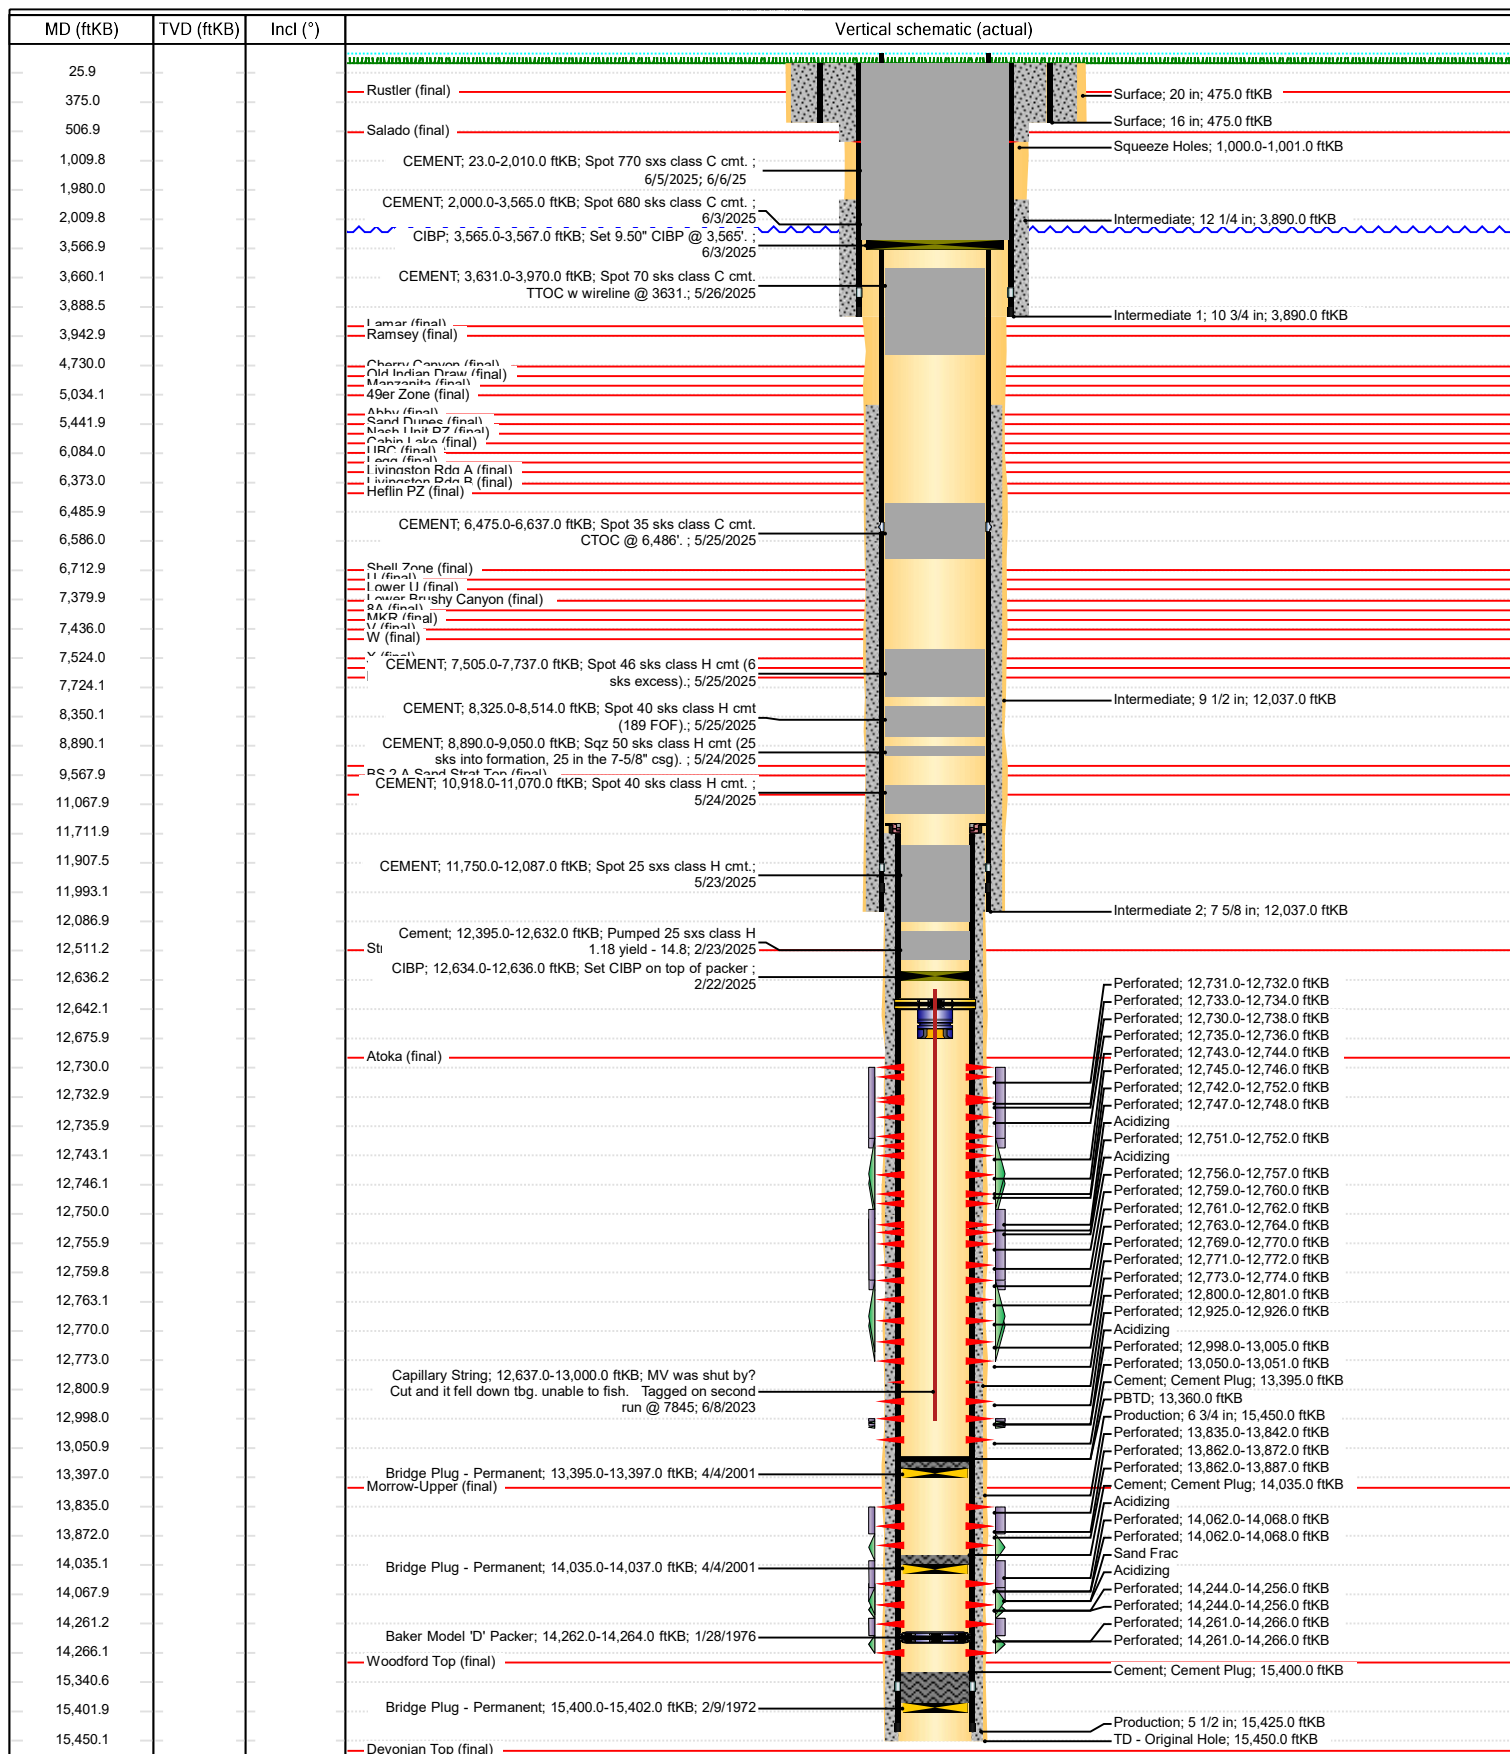 MD (ftKB)
TVD (ftKB)
Incl (°)
Vertical schematic (actual)
25.9
375.0
506.9
1,009.8
1,980.0
2,009.8
3,566.9
3,660.1
3,888.5
3,942.9
4,730.0
5,034.1
5,441.9
6,084.0
6,373.0
6,485.9
6,586.0
6,712.9
7,379.9
7,436.0
7,524.0
7,724.1
8,350.1
8,890.1
9,567.9
11,067.9
11,711.9
11,907.5
11,993.1
12,086.9
12,511.2
12,636.2
12,642.1
12,675.9
12,730.0
12,732.9
12,735.9
12,743.1
12,746.1
12,750.0
12,755.9
12,759.8
12,763.1
12,770.0
12,773.0
12,800.9
12,998.0
13,050.9
13,397.0
13,835.0
13,872.0
14,035.1
14,067.9
14,261.2
14,266.1
15,340.6
15,401.9
15,450.1
Rustler (final)
Salado (final)
CEMENT; 23.0-2,010.0 ftKB; Spot 770 sxs class C cmt. ;
6/5/2025; 6/6/25
CEMENT; 2,000.0-3,565.0 ftKB; Spot 680 sks class C cmt. ;
6/3/2025
CIBP; 3,565.0-3,567.0 ftKB; Set 9.50" CIBP @ 3,565'. ;
6/3/2025
CEMENT; 3,631.0-3,970.0 ftKB; Spot 70 sks class C cmt.
TTOC w wireline @ 3631.; 5/26/2025
Lamar (final)
Ramsey (final)
Cherry Canyon (final)
Old Indian Draw (final)
Manzanita (final)
49er Zone (final)
Abby (final)
Sand Dunes (final)
Nash Unit PZ (final)
Cabin Lake (final)
UBC (final)
Legg (final)
Livingston Rdg A (final)
Livingston Rdg B (final)
Heflin PZ (final)
CEMENT; 6,475.0-6,637.0 ftKB; Spot 35 sks class C cmt.
CTOC @ 6,486'. ; 5/25/2025
Shell Zone (final)
U (final)
Lower U (final)
Lower Brushy Canyon (final)
8A (final)
MKR (final)
V (final)
W (final)
CEMENT; 7,505.0-7,737.0 ftKB; Spot 46 sks class H cmt (6
sks excess).; 5/25/2025
CEMENT; 8,325.0-8,514.0 ftKB; Spot 40 sks class H cmt
(189 FOF).; 5/25/2025
CEMENT; 8,890.0-9,050.0 ftKB; Sqz 50 sks class H cmt (25
sks into formation, 25 in the 7-5/8" csg). ; 5/24/2025
BS 2 A Sand Strat Top (final)
CEMENT; 10,918.0-11,070.0 ftKB; Spot 40 sks class H cmt. ;
5/24/2025
CEMENT; 11,750.0-12,087.0 ftKB; Spot 25 sxs class H cmt.;
5/23/2025
Cement; 12,395.0-12,632.0 ftKB; Pumped 25 sxs class H
1.18 yield - 14.8; 2/23/2025
CIBP; 12,634.0-12,636.0 ftKB; Set CIBP on top of packer ;
2/22/2025
Atoka (final)
Capillary String; 12,637.0-13,000.0 ftKB; MV was shut by?
Cut and it fell down tbg. unable to fish. Tagged on second
run @ 7845; 6/8/2023
Bridge Plug - Permanent; 13,395.0-13,397.0 ftKB; 4/4/2001
Morrow-Upper (final)
Bridge Plug - Permanent; 14,035.0-14,037.0 ftKB; 4/4/2001
Baker Model 'D' Packer; 14,262.0-14,264.0 ftKB; 1/28/1976
Woodford Top (final)
Bridge Plug - Permanent; 15,400.0-15,402.0 ftKB; 2/9/1972
Devonian Top (final)
Surface; 20 in; 475.0 ftKB
Surface; 16 in; 475.0 ftKB
Squeeze Holes; 1,000.0-1,001.0 ftKB
Intermediate; 12 1/4 in; 3,890.0 ftKB
Intermediate 1; 10 3/4 in; 3,890.0 ftKB
Intermediate; 9 1/2 in; 12,037.0 ftKB
Intermediate 2; 7 5/8 in; 12,037.0 ftKB
Perforated; 12,731.0-12,732.0 ftKB
Perforated; 12,733.0-12,734.0 ftKB
Perforated; 12,730.0-12,738.0 ftKB
Perforated; 12,735.0-12,736.0 ftKB
Perforated; 12,743.0-12,744.0 ftKB
Perforated; 12,745.0-12,746.0 ftKB
Perforated; 12,742.0-12,752.0 ftKB
Perforated; 12,747.0-12,748.0 ftKB
Acidizing
Perforated; 12,751.0-12,752.0 ftKB
Acidizing
Perforated; 12,756.0-12,757.0 ftKB
Perforated; 12,759.0-12,760.0 ftKB
Perforated; 12,761.0-12,762.0 ftKB
Perforated; 12,763.0-12,764.0 ftKB
Perforated; 12,769.0-12,770.0 ftKB
Perforated; 12,771.0-12,772.0 ftKB
Perforated; 12,773.0-12,774.0 ftKB
Perforated; 12,800.0-12,801.0 ftKB
Perforated; 12,925.0-12,926.0 ftKB
Acidizing
Perforated; 12,998.0-13,005.0 ftKB
Perforated; 13,050.0-13,051.0 ftKB
Cement; Cement Plug; 13,395.0 ftKB
PBTD; 13,360.0 ftKB
Production; 6 3/4 in; 15,450.0 ftKB
Perforated; 13,835.0-13,842.0 ftKB
Perforated; 13,862.0-13,872.0 ftKB
Perforated; 13,862.0-13,887.0 ftKB
Cement; Cement Plug; 14,035.0 ftKB
Acidizing
Perforated; 14,062.0-14,068.0 ftKB
Perforated; 14,062.0-14,068.0 ftKB
Sand Frac
Acidizing
Perforated; 14,244.0-14,256.0 ftKB
Perforated; 14,244.0-14,256.0 ftKB
Perforated; 14,261.0-14,266.0 ftKB
Perforated; 14,261.0-14,266.0 ftKB
Cement; Cement Plug; 15,400.0 ftKB
Production; 5 1/2 in; 15,425.0 ftKB
TD - Original Hole; 15,450.0 ftKB